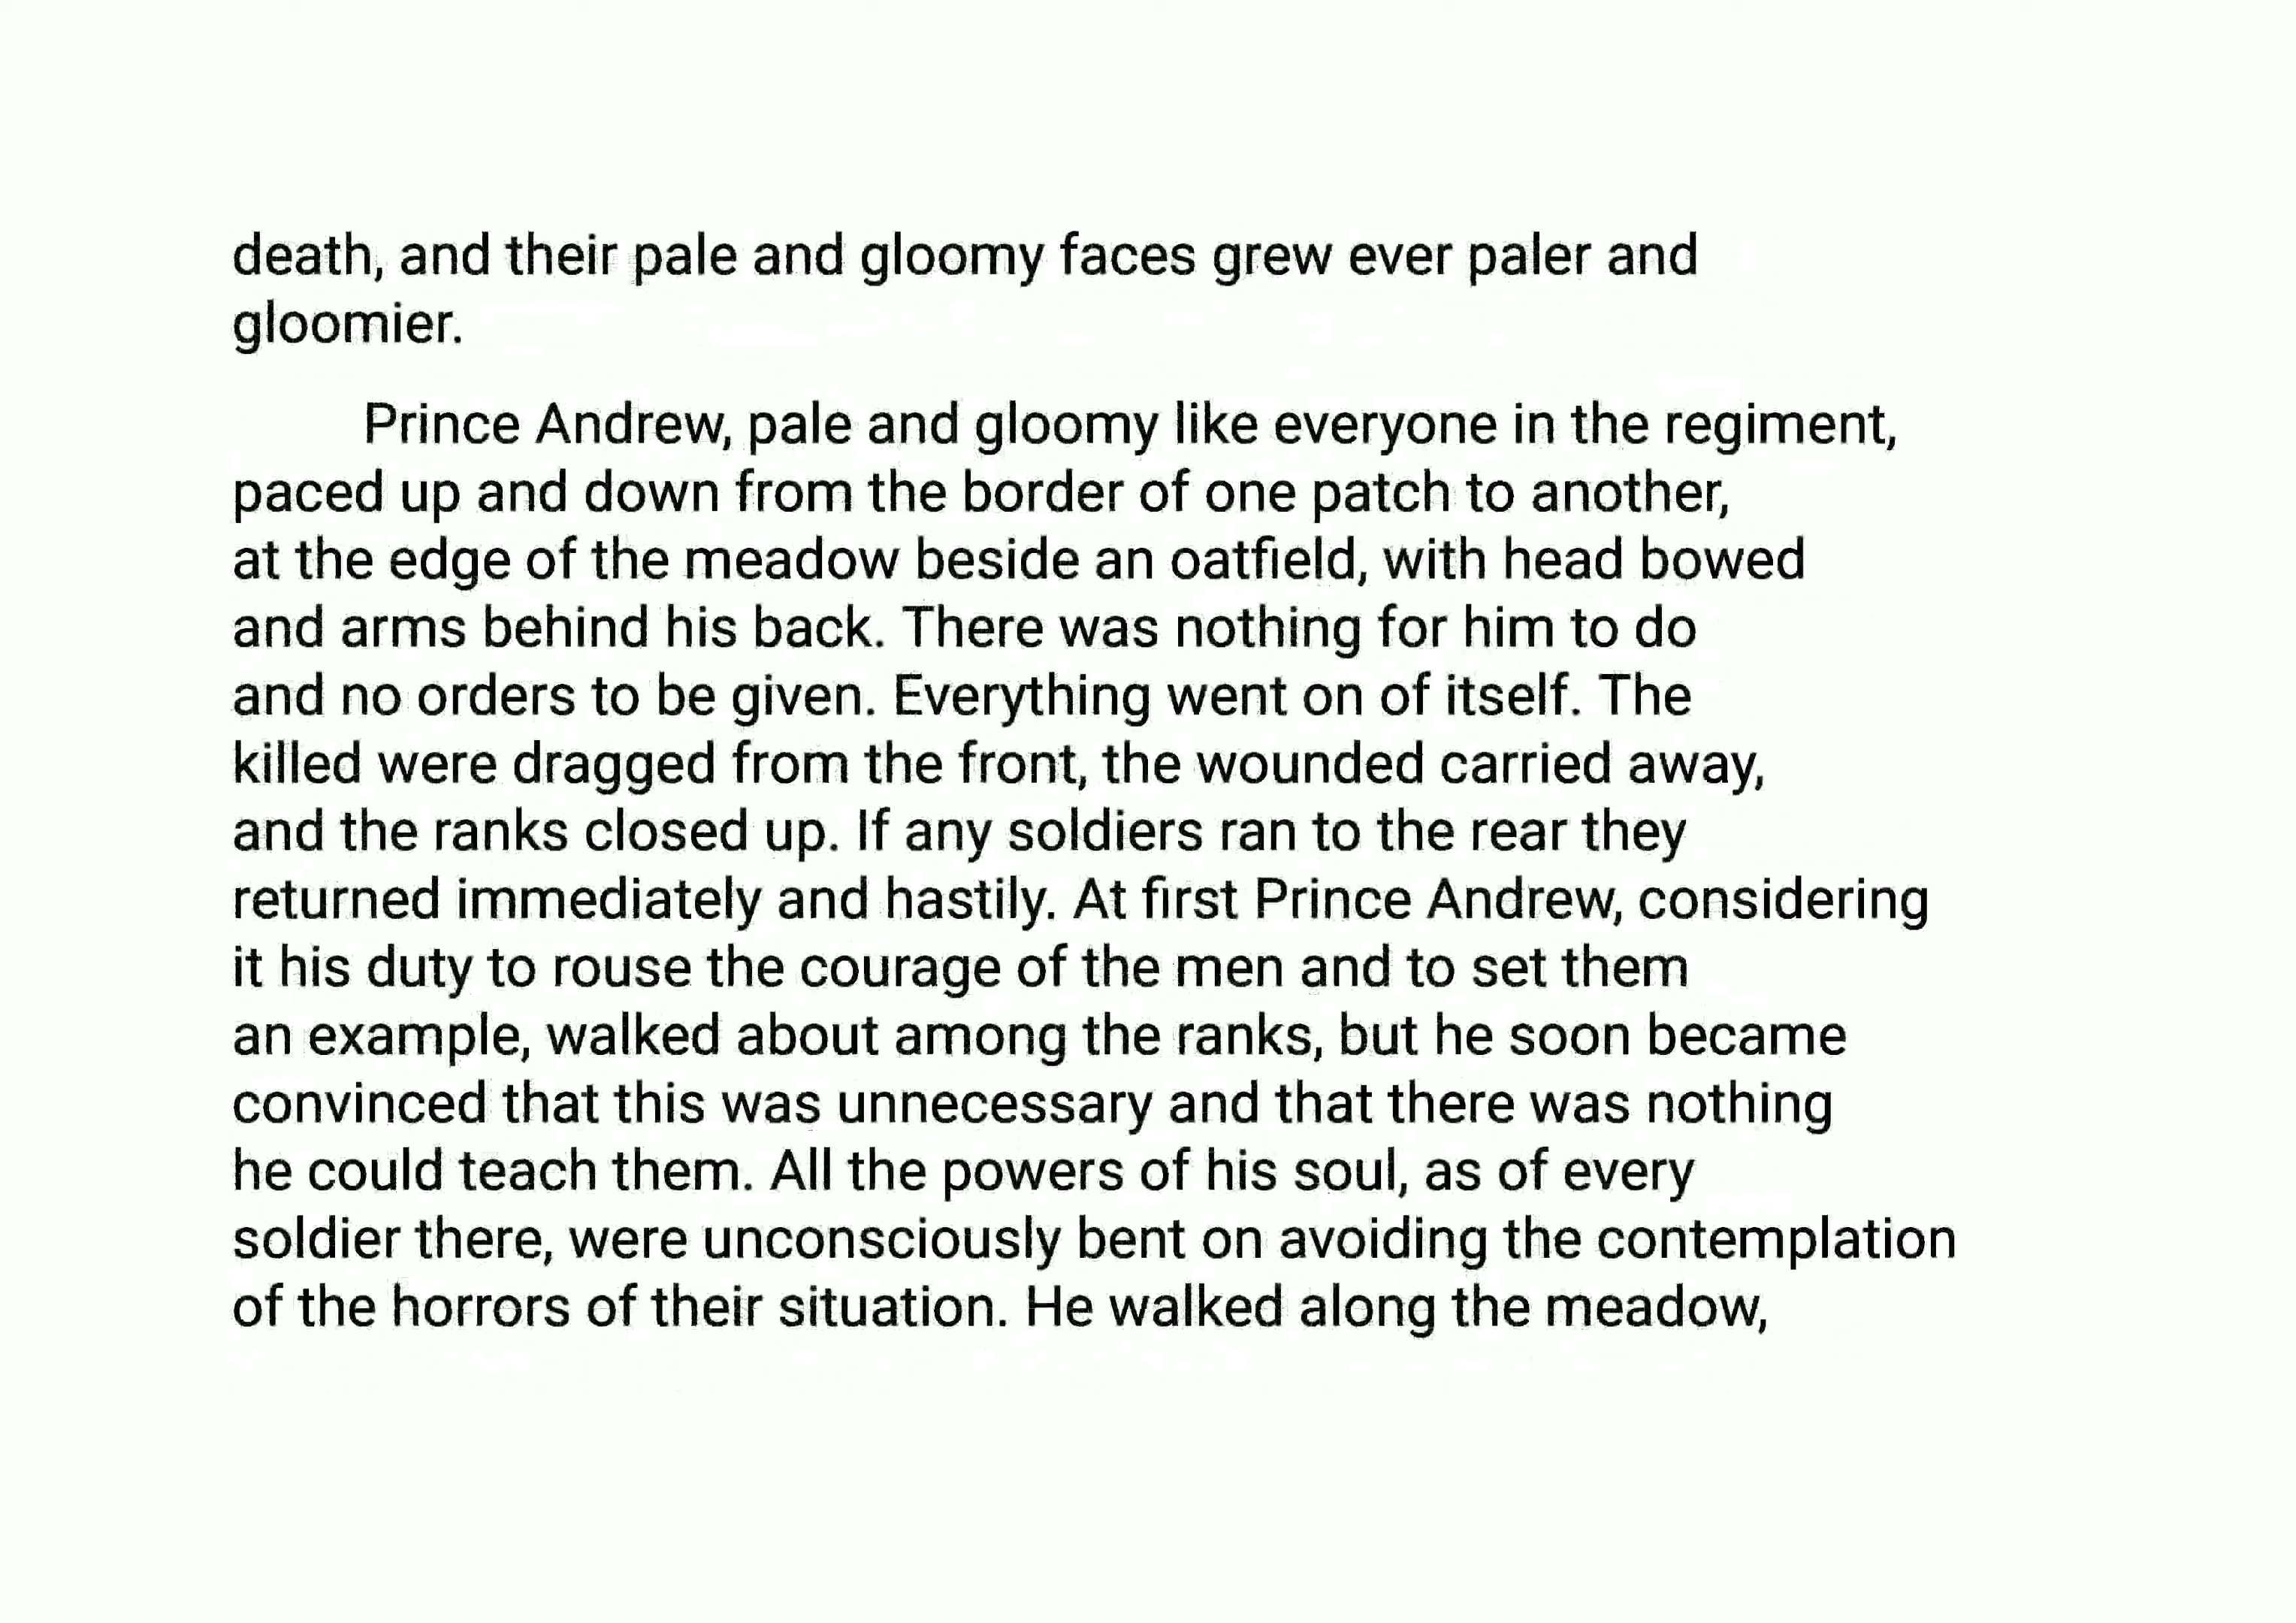 death, and their pale and gloomy faces grew ever paler and
gloomier.
Prince Andrew, pale and gloomy like everyone in the regiment,
paced up and down from the border of one patch to another,
at the edge of the meadow beside an oatfield, with head bowed
and arms behind his back. There was nothing for him to do
and no orders to be given. Everything went on of itself. The
killed were dragged from the front, the wounded carried away,
and the ranks closed up. If any soldiers ran to the rear they
returned immediately and hastily. At first Prince Andrew, considering
it his duty to rouse the courage of the men and to set them
an example, walked about among the ranks, but he soon became
convinced that this was unnecessary and that there was nothing
he could teach them. All the powers of his soul, as of every
soldier there, were unconsciously bent on avoiding the contemplation
of the horrors of their situation. He walked along the meadow,